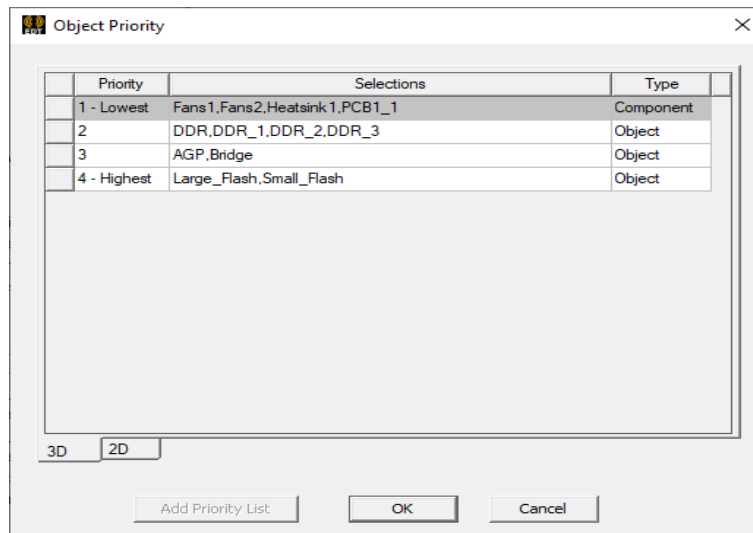 EDT Object Priority
Priority Selections Type
1 - Lowest Fans1,Fans2,Heatsink1,PCB1_1 Component
2 DDR,DDR_1,DDR_2,DDR_3 Object
3 AGP,Bridge Object
4 - Highest Large_Flash,Small_Flash Object
3D 2D
Add Priority List OK Cancel